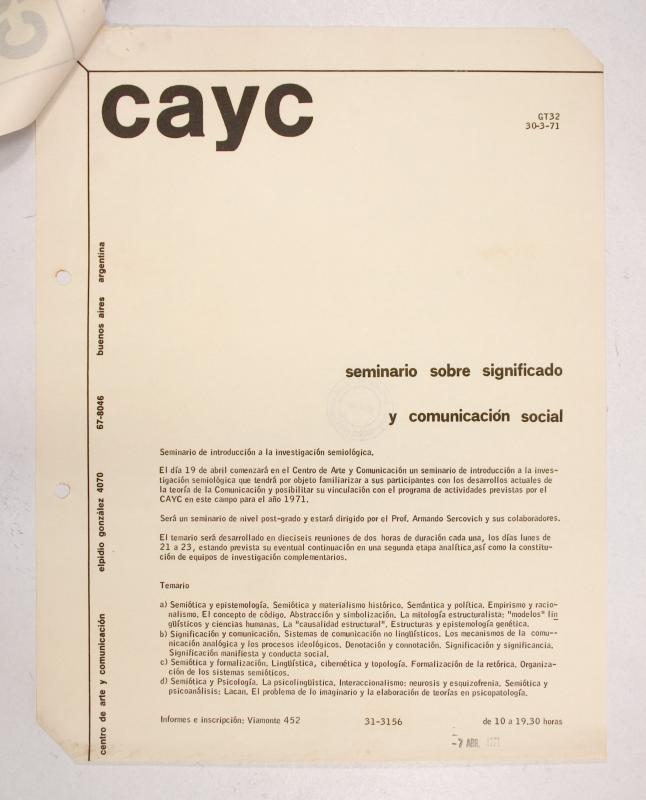 cayc
GT32
30-3-71
centro de arte y comunicación    elpidio gonzález 4070    67-8046    buenos aires    argentina
seminario sobre significado
y comunicación social
Seminario de introducción a la investigación semiológica.
El día 19 de abril comenzará en el Centro de Arte y Comunicación un seminario de introducción a la inves-
tigación semiológica que tendrá por objeto familiarizar a sus participantes con los desarrollos actuales de
la teoría de la Comunicación y posibilitar su vinculación con el programa de actividades previstas por el
CAYC en este campo para el año 1971.
Será un seminario de nivel post-grado y estará dirigido por el Prof. Armando Sercovich y sus colaboradores.
El temario será desarrollado en dieciseis reuniones de dos horas de duración cada una, los días lunes de
21 a 23, estando prevista su eventual continuación en una segunda etapa analítica,así como la constitu-
ción de equipos de investigación complementarios.
Temario
a) Semiótica y epistemología. Semiótica y materialismo histórico. Semántica y política. Empirismo y racio-
nalismo. El concepto de código. Abstracción y simbolización. La mitología estructuralista: "modelos" lin
güísticos y ciencias humanas. La "causalidad estructural". Estructuras y epistemología genética.
b) Significación y comunicación. Sistemas de comunicación no lingüísticos. Los mecanismos de la comu--
nicación analógica y los procesos ideológicos. Denotación y connotación. Significación y significancia.
Significación manifiesta y conducta social.
c) Semiótica y formalización. Lingüística, cibernética y topología. Formalización de la retórica. Organiza-
ción de los sistemas semióticos.
d) Semiótica y Psicología. La psicolingüística. Interaccionalismo: neurosis y esquizofrenia. Semiótica y
psicoanálisis: Lacan. El problema de lo imaginario y la elaboración de teorías en psicopatología.
Informes e inscripción: Viamonte 452    31-3156    de 10 a 19,30 horas
-7 ABR. 1971